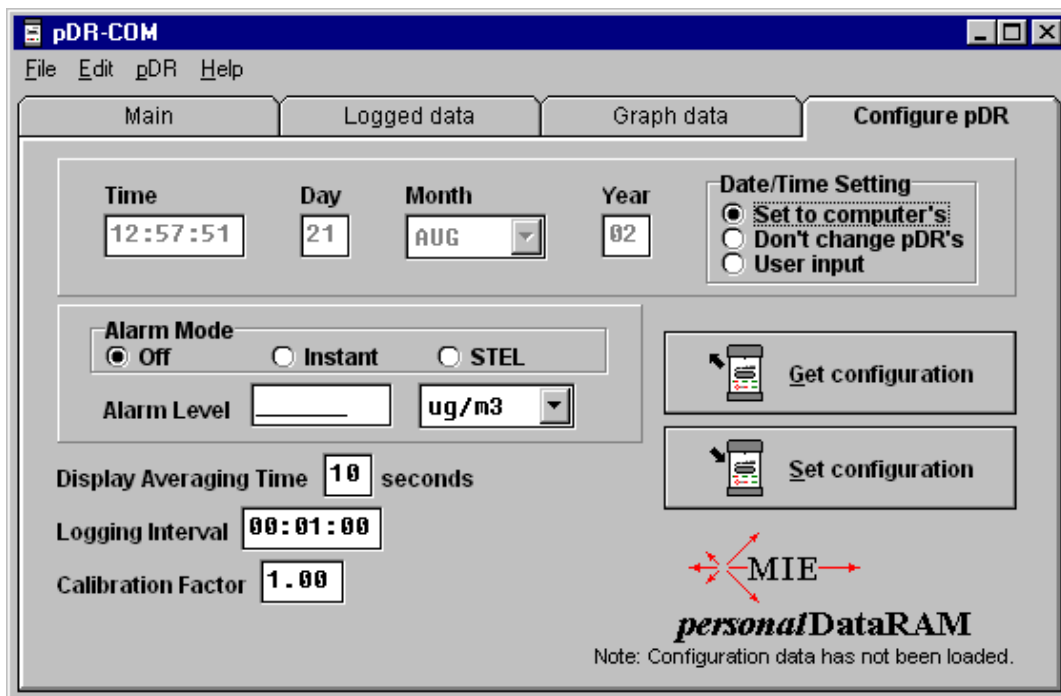 pDR-COM
File Edit pDR Help
Main Logged data Graph data Configure pDR
Time Day Month Year Date/Time Setting
12:57:51 21 AUG 02 Set to computer's
Don't change pDR's
User input
Alarm Mode
Off Instant STEL
Alarm Level ug/m3
Get configuration
Set configuration
Display Averaging Time 10 seconds
Logging Interval 00:01:00
Calibration Factor 1.00
MIE
personalDataRAM
Note: Configuration data has not been loaded.